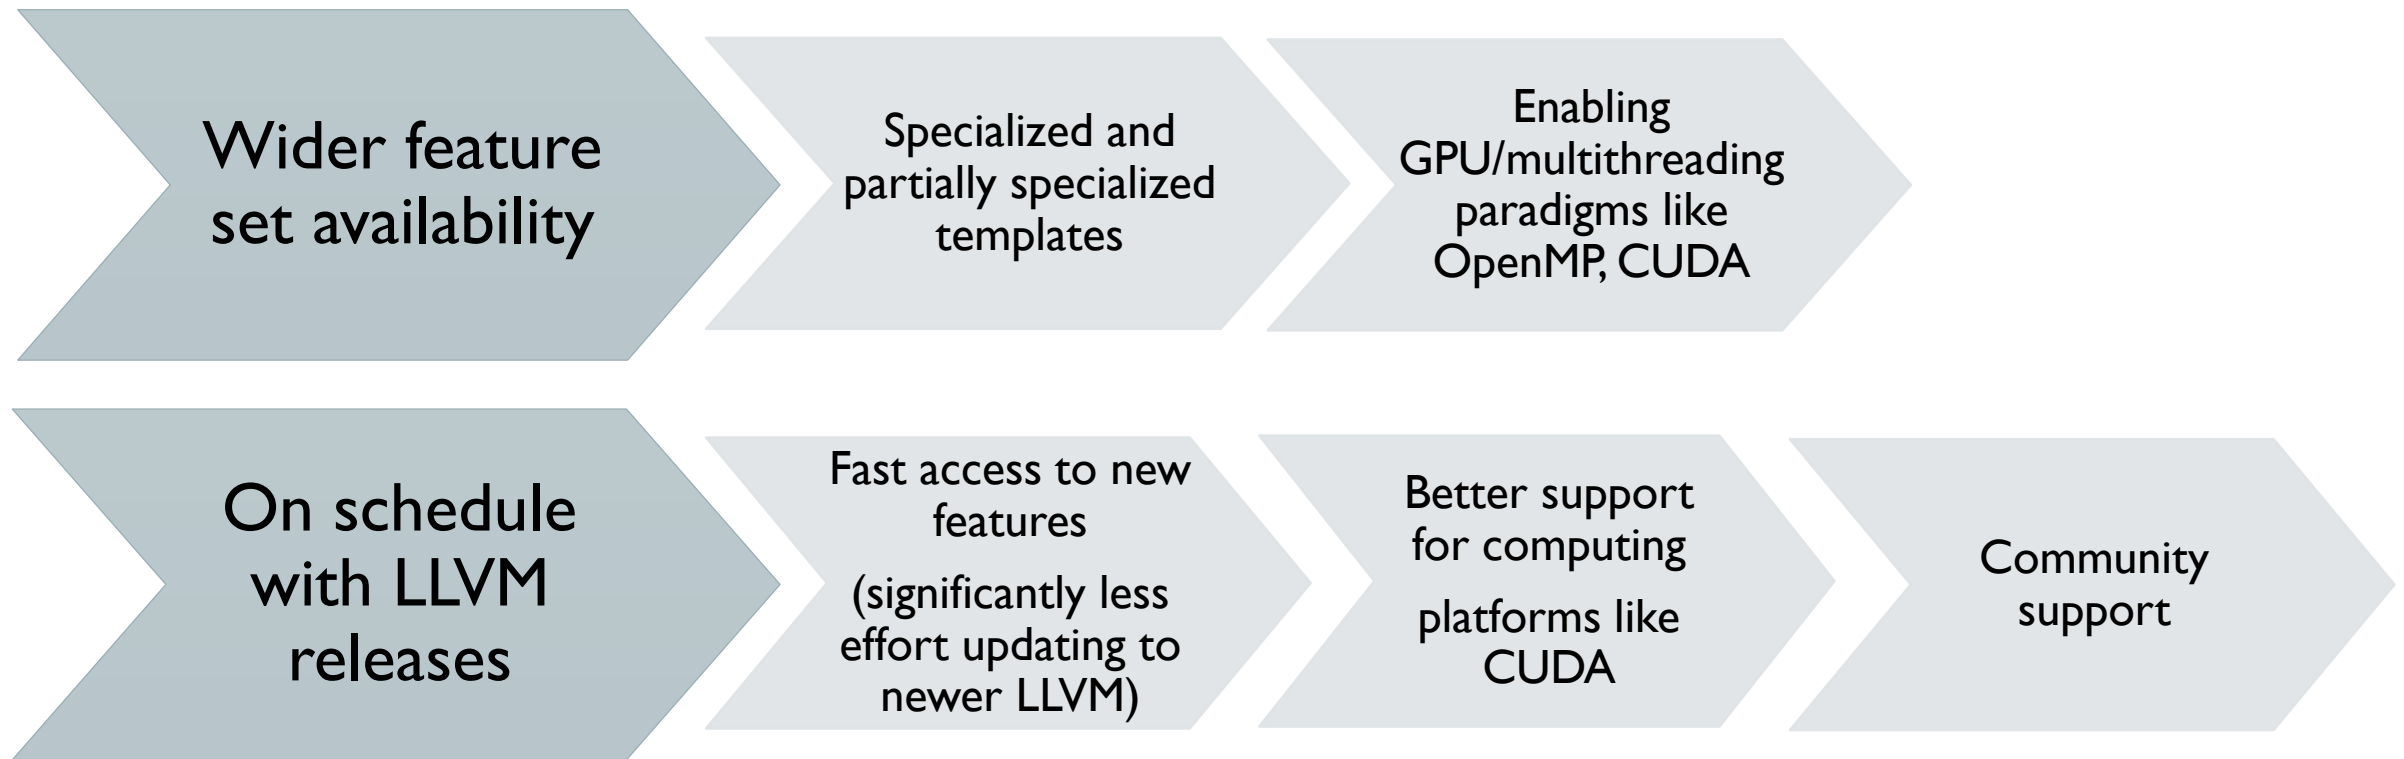 Wider feature
set availability
Specialized and
partially specialized
templates
Enabling
GPU/multithreading
paradigms like
OpenMP, CUDA
On schedule
with LLVM
releases
Fast access to new
features
(significantly less
effort updating to
newer LLVM)
Better support
for computing
platforms like
CUDA
Community
support